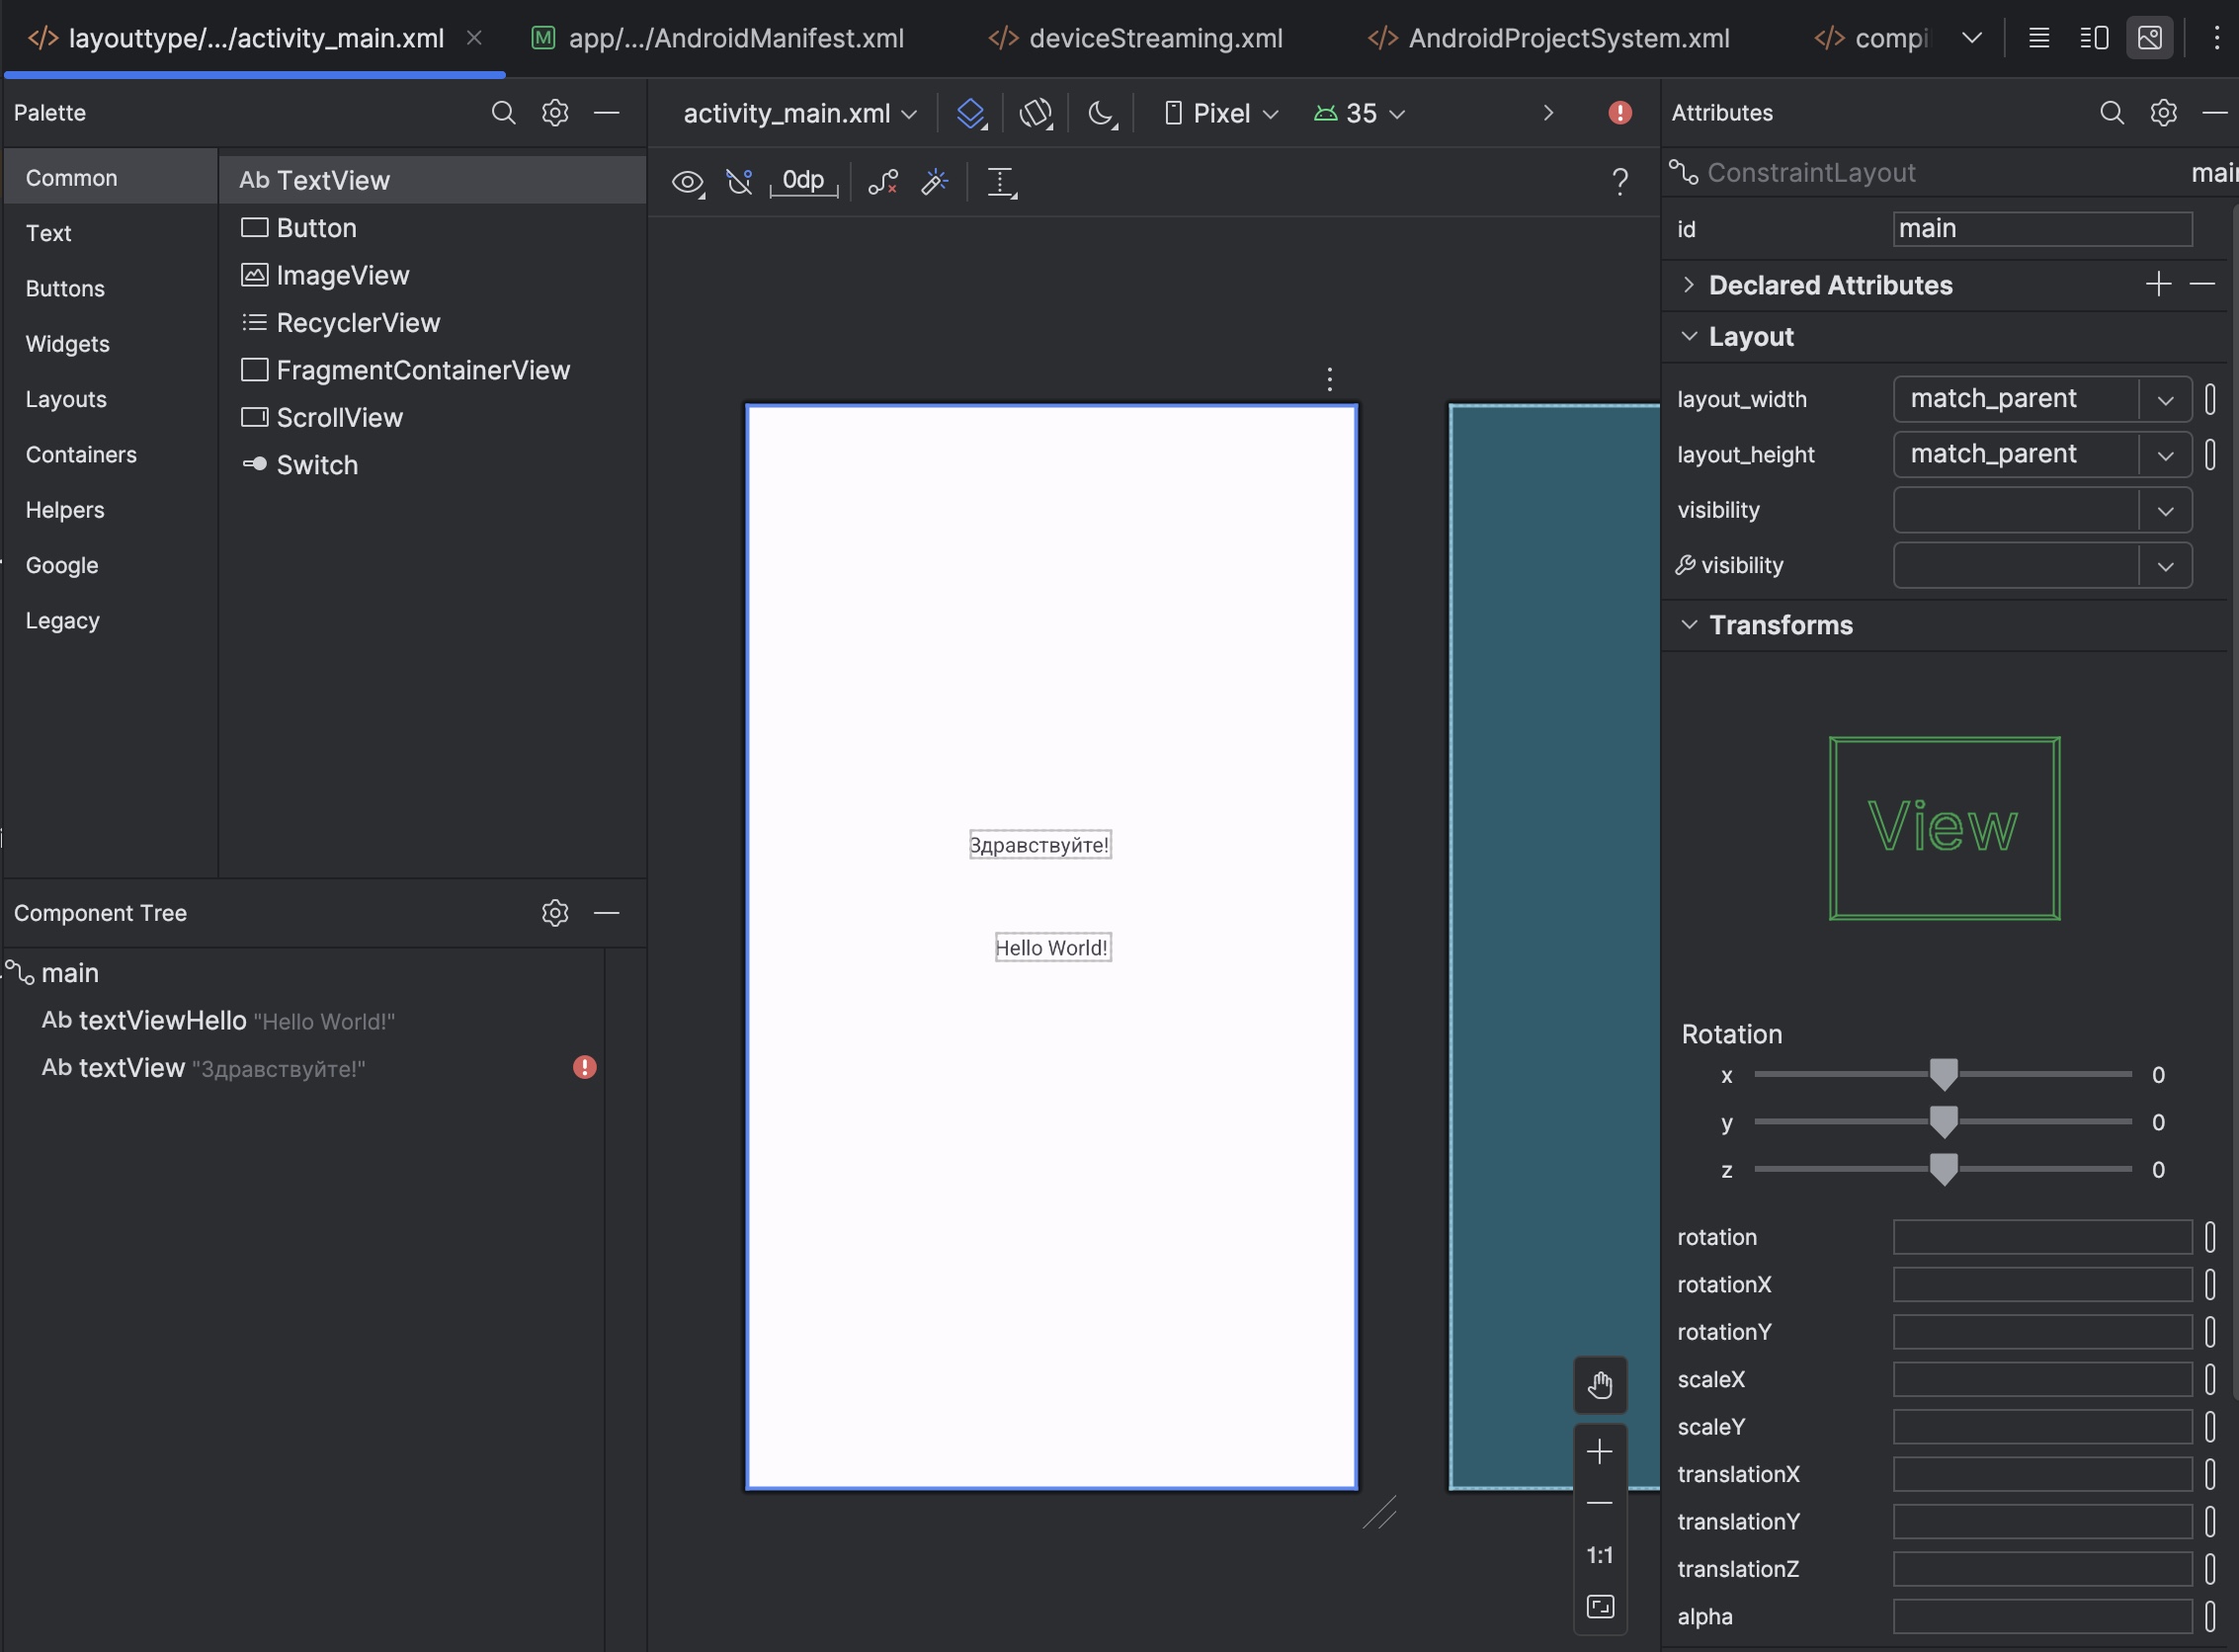 layouttype/.../activity_main.xml
app/.../AndroidManifest.xml
deviceStreaming.xml
AndroidProjectSystem.xml
compi
Palette
activity_main.xml
Pixel
35
Attributes
Common
Text
Buttons
Widgets
Layouts
Containers
Helpers
Google
Legacy
Ab TextView
Button
ImageView
RecyclerView
FragmentContainerView
ScrollView
Switch
0dp
?
Здравствуйте!
Hello World!
1:1
Component Tree
main
Ab textViewHello "Hello World!"
Ab textView "Здравствуйте!"
ConstraintLayout main
id main
Declared Attributes
Layout
layout_width match_parent
layout_height match_parent
visibility
visibility
Transforms
View
Rotation
x 0
y 0
z 0
rotation
rotationX
rotationY
scaleX
scaleY
translationX
translationY
translationZ
alpha